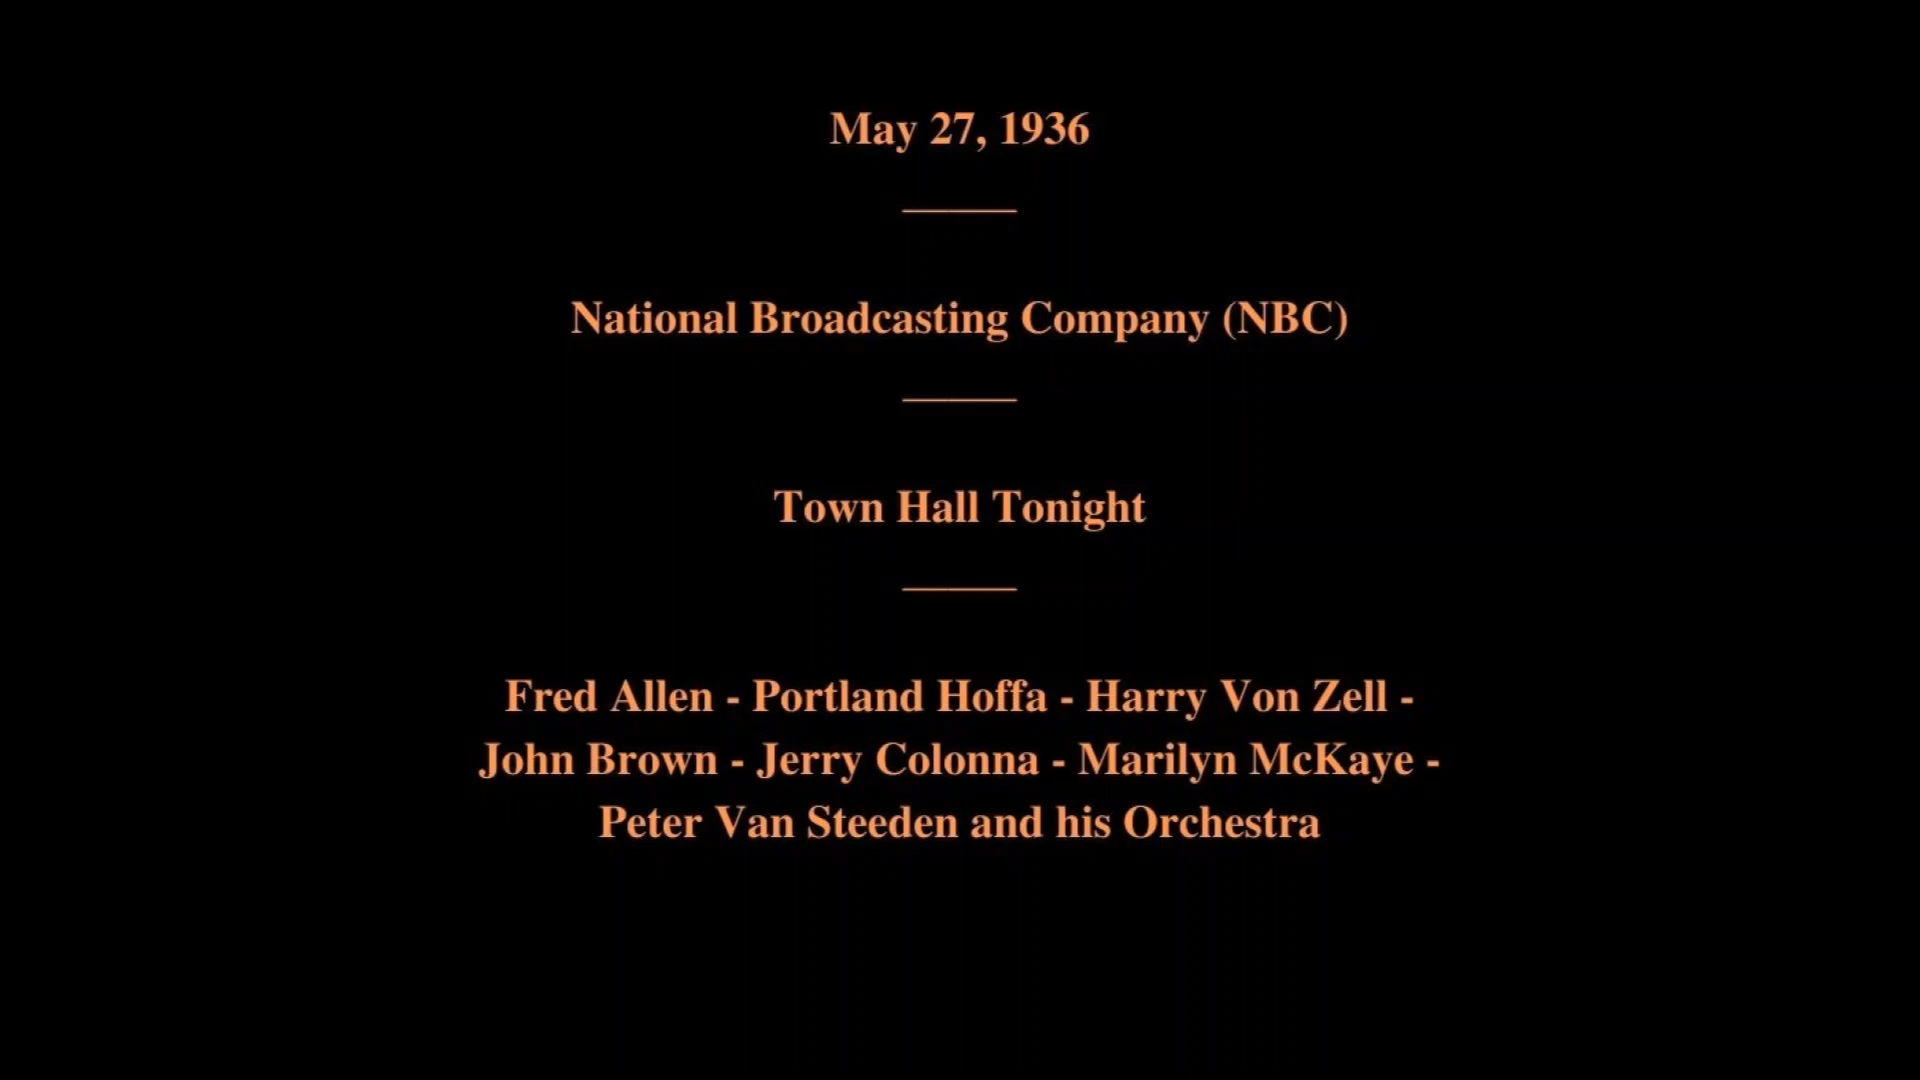 May 27, 1936
National Broadcasting Company (NBC)
Town Hall Tonight
Fred Allen - Portland Hoffa - Harry Von Zell -
John Brown - Jerry Colonna - Marilyn McKaye -
Peter Van Steeden and his Orchestra